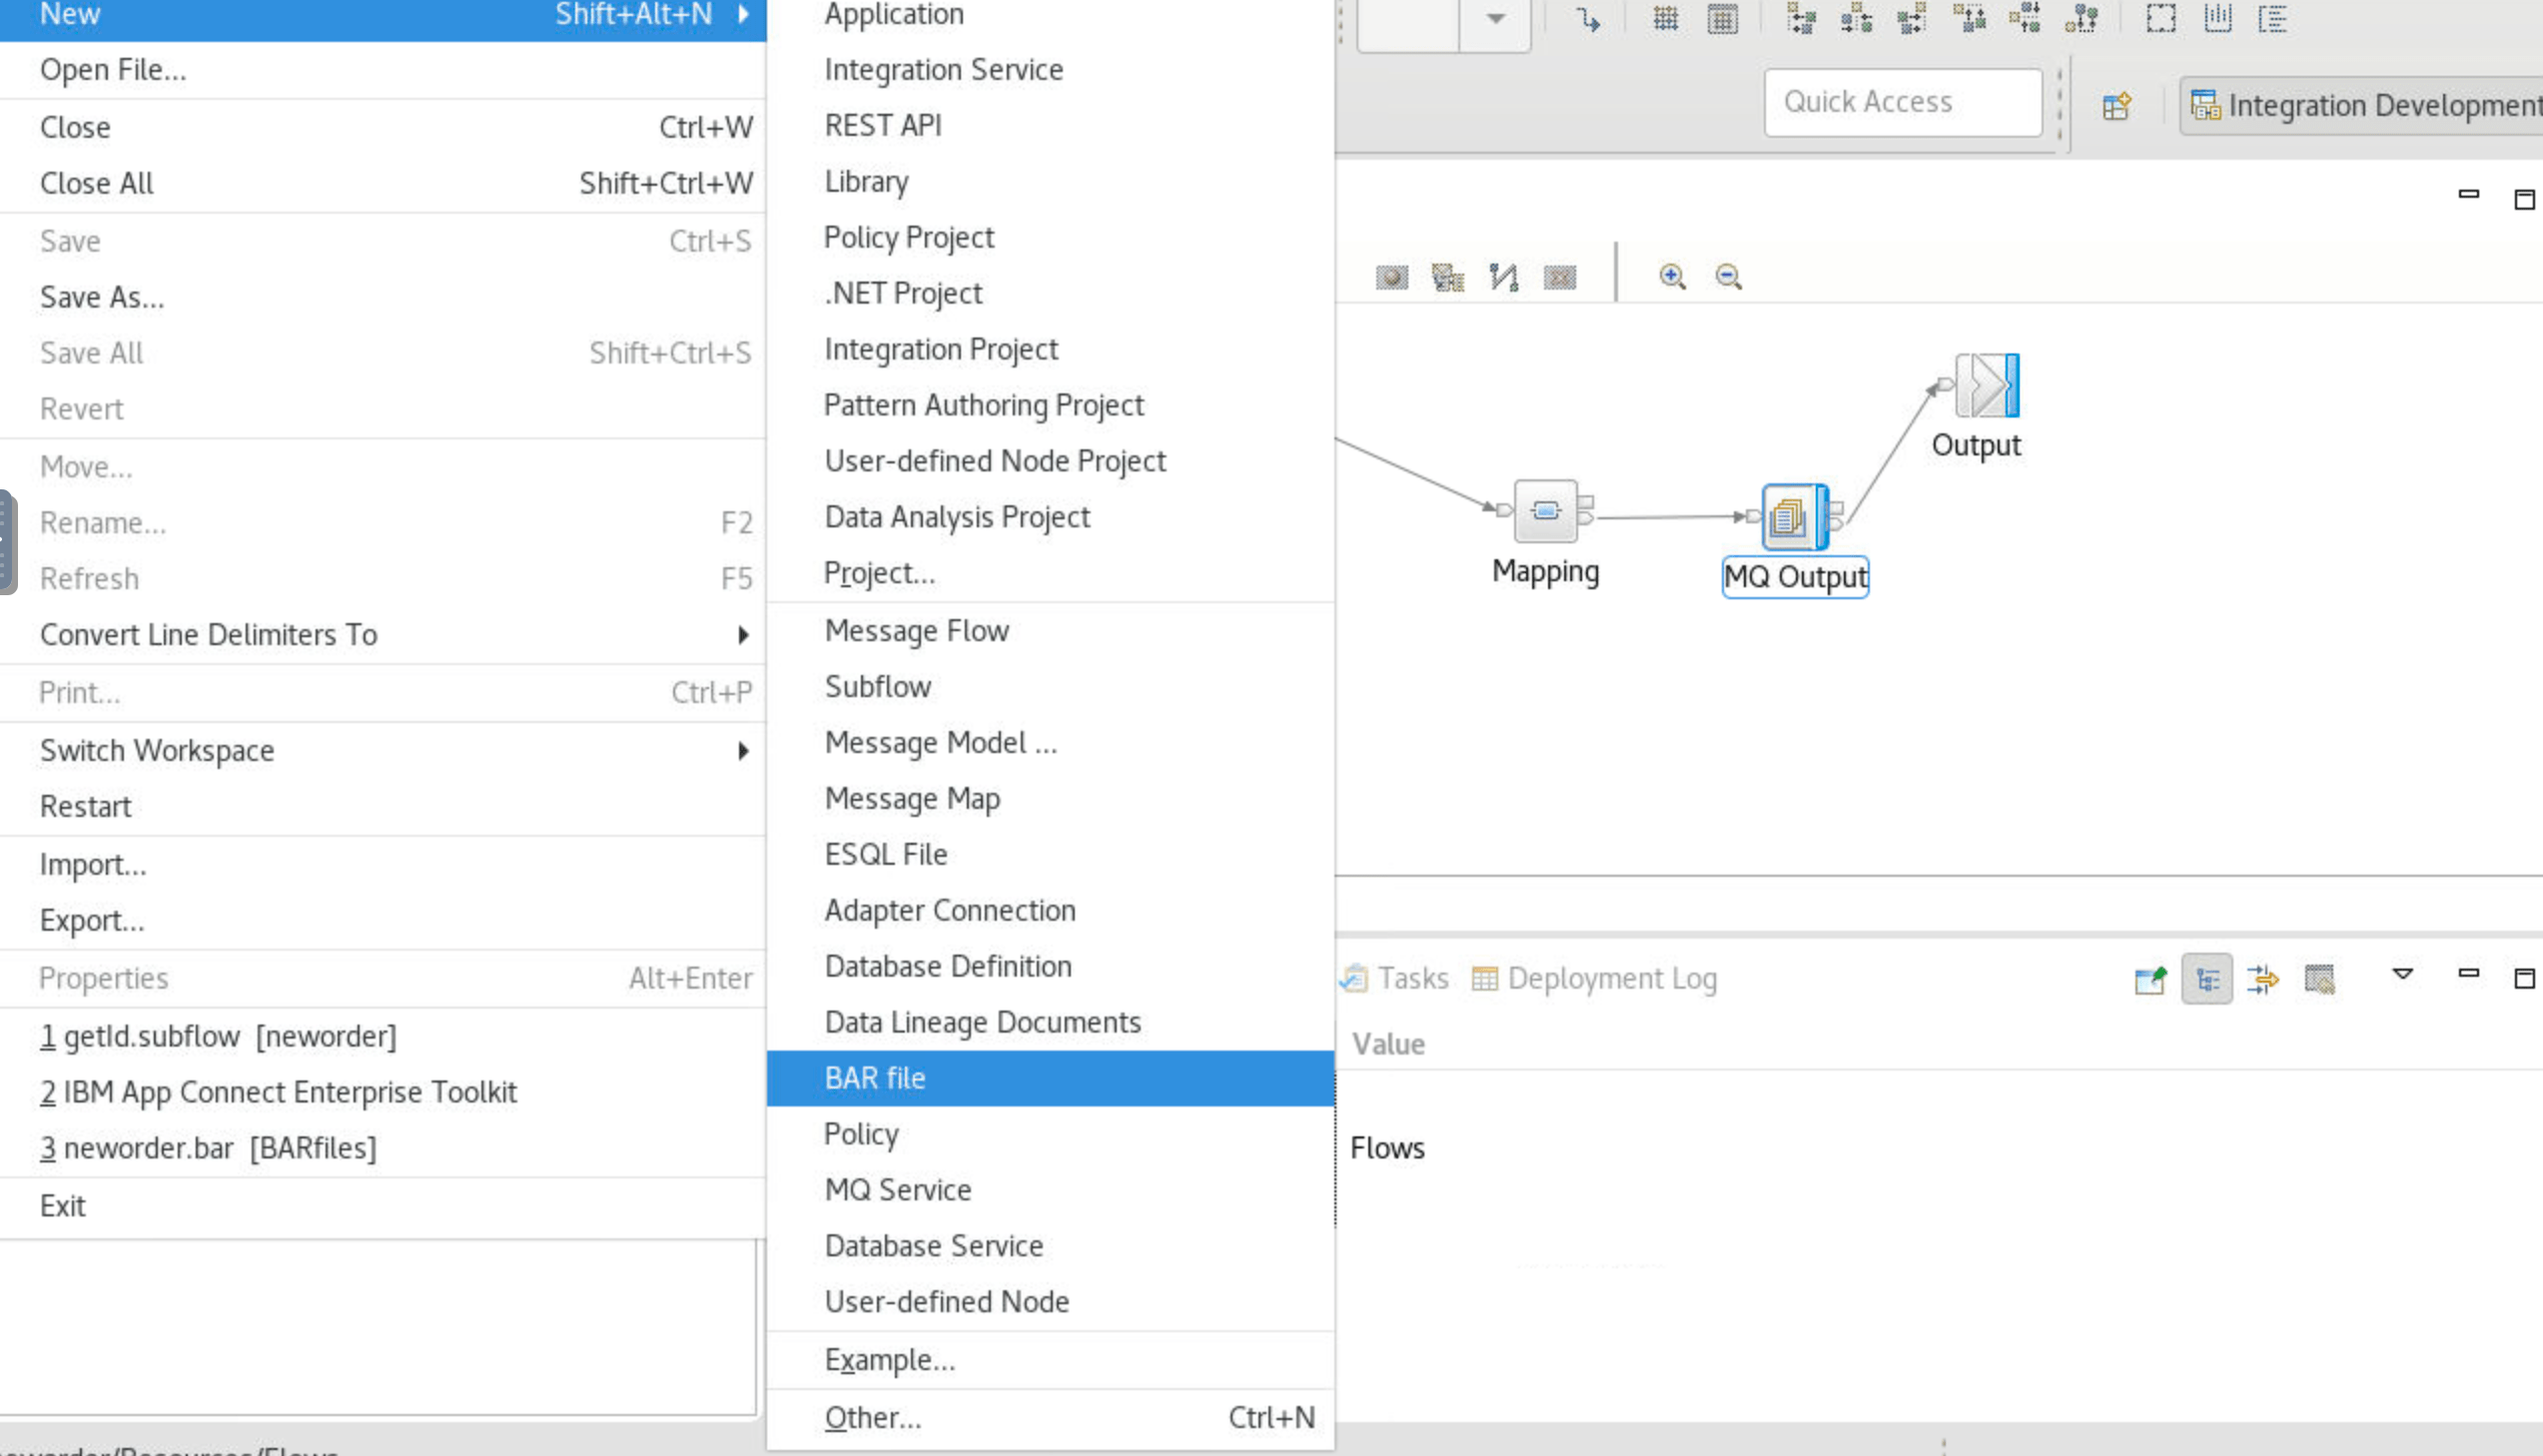 New Shift+Alt+N
Open File...
Close Ctrl+W
Close All Shift+Ctrl+W
Save Ctrl+S
Save As...
Save All Shift+Ctrl+S
Revert
Move...
Rename... F2
Refresh F5
Convert Line Delimiters To
Print... Ctrl+P
Switch Workspace
Restart
Import...
Export...
Properties Alt+Enter
1 getId.subflow [neworder]
2 IBM App Connect Enterprise Toolkit
3 neworder.bar [BARfiles]
Exit
Application
Integration Service
REST API
Library
Policy Project
.NET Project
Integration Project
Pattern Authoring Project
User-defined Node Project
Data Analysis Project
Project...
Message Flow
Subflow
Message Model ...
Message Map
ESQL File
Adapter Connection
Database Definition
Data Lineage Documents
BAR file
Policy
MQ Service
Database Service
User-defined Node
Example...
Other... Ctrl+N
Quick Access
Integration Development
Output
Mapping
MQ Output
Tasks Deployment Log
Value
Flows